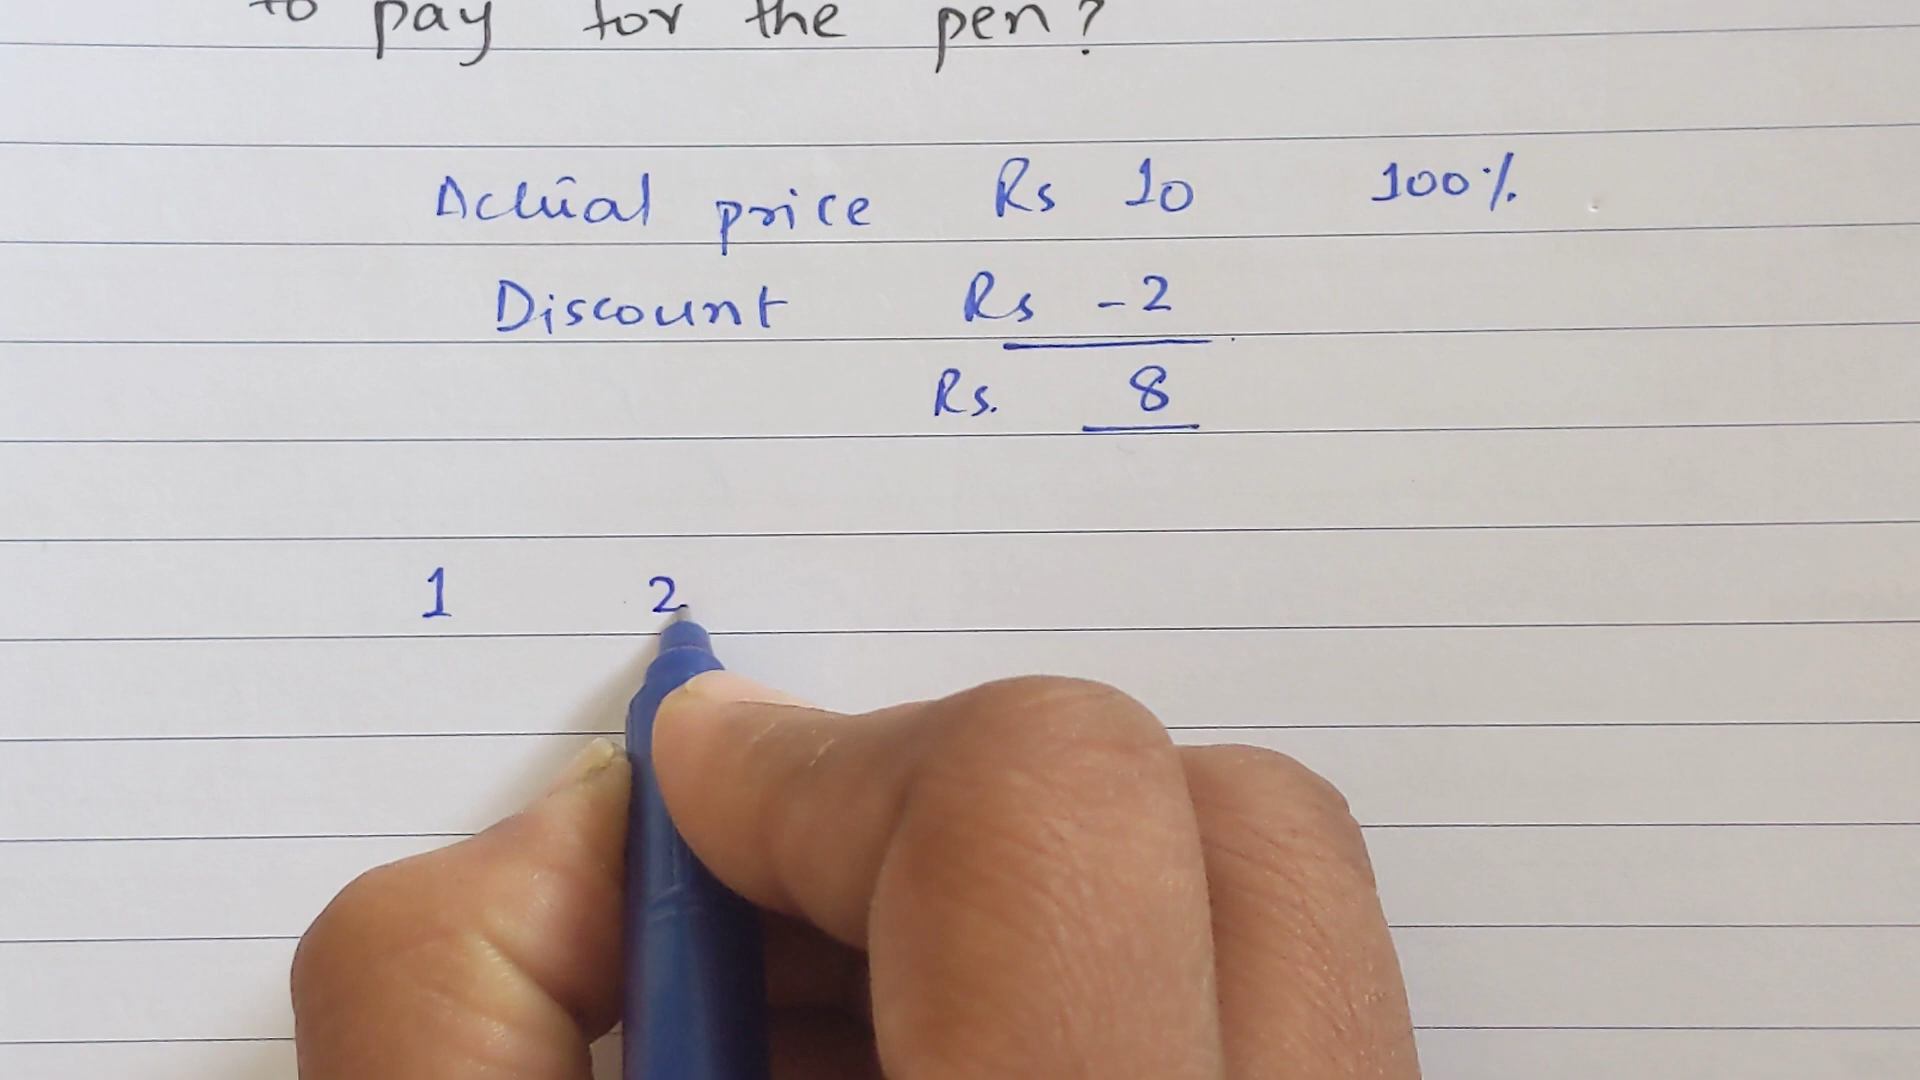 to pay for the pen?
Actual price Rs 10 100%
Discount Rs -2
Rs. 8
1 2